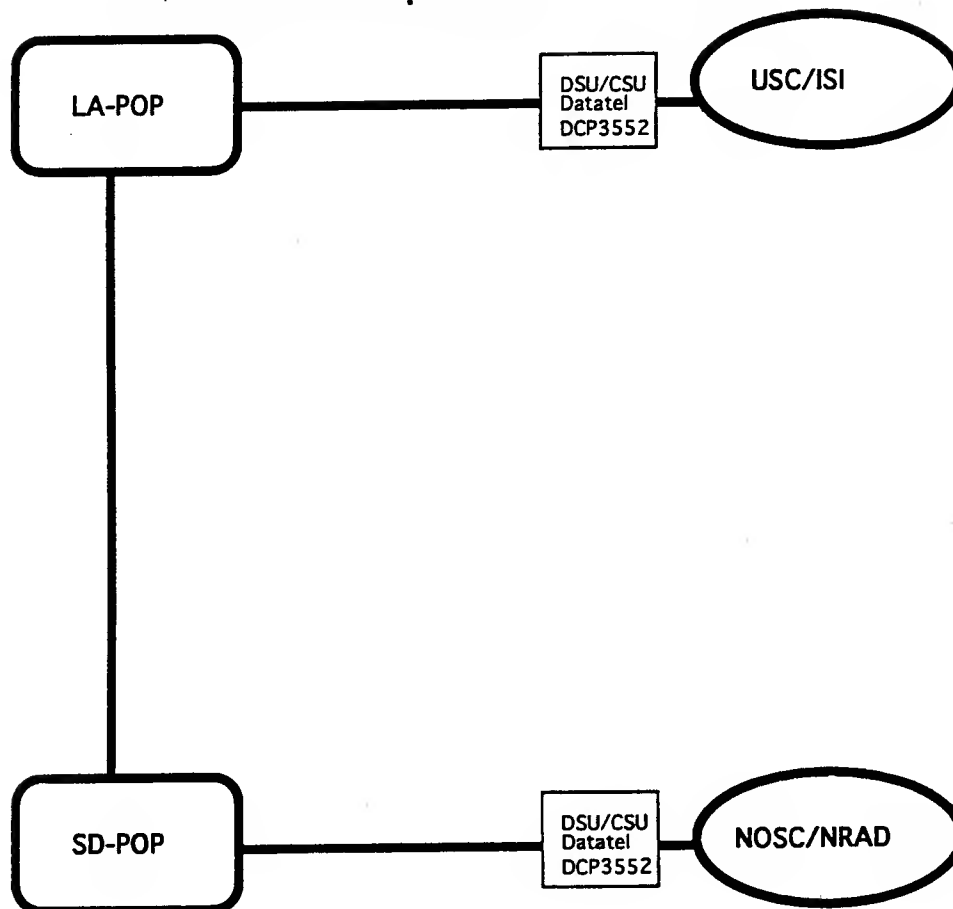 LA-POP
DSU/CSU
Datatel
DCP3552
USC/ISI
SD-POP
DSU/CSU
Datatel
DCP3552
NOSC/NRAD